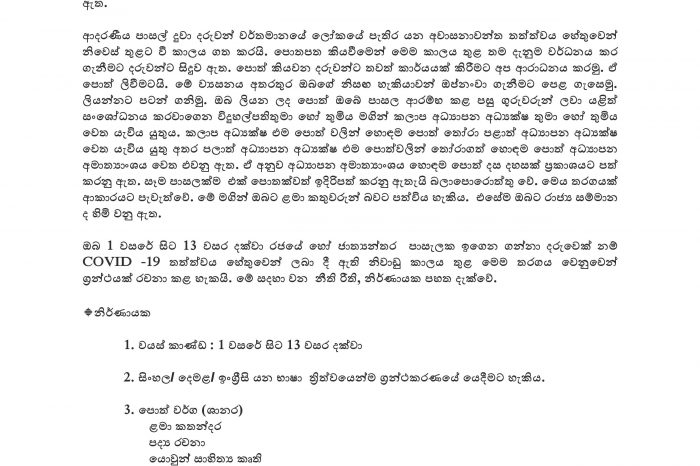 ඇත.
ආදරණීය පාසල් දූවා දරුවන් වර්තමානයේ ලෝකයේ පැතිර යන අවාසනාවන්ත තත්ත්වය හේතුවෙන්
නිවෙස් තුළට වී කාලය ගත කරයි. පොතපත කියවීමෙන් මෙම කාලය තුළ තම දැනුම වර්ධනය කර
ගැනීමට දරුවන්ට සිදුව ඇත. පොත් කියවන දරුවන්ට තවත් කාර්යයක් කිරීමට අප ආරාධනය කරමු. ඒ
පොත් ලිවීමටයි. මේ ව්‍යසනය අතරතුර ඔබගේ නිසඟ හැකියාවන් ඔප්නංවා ගැනීමට පෙළ ගැසෙමු.
ලියන්නට පටන් ගනිමු. ඔබ ලියන ලද පොත් ඔබේ පාසල ආරම්භ කළ පසු ගුරුවරුන් ලවා යළිත්
සංශෝධනය කරවාගෙන විදුහල්පතිතුමා හෝ තුමිය මගින් කලාප අධ්‍යාපන අධ්‍යක්ෂ තුමා හෝ තුමිය
වෙත යැවිය යුතුය. කලාප අධ්‍යක්ෂ එම පොත් වලින් හොඳම පොත් තෝරා පළාත් අධ්‍යාපන අධ්‍යක්ෂ
වෙත යැවිය යුතු අතර පලාත් අධ්‍යාපන අධ්‍යක්ෂ එම පොත්වලින් තෝරාගත් හොඳම පොත් අධ්‍යාපන
අමාත්‍යාංශය වෙත එවනු ඇත. ඒ අනුව අධ්‍යාපන අමාත්‍යාංශය හොඳම පොත් දස දහසක් ප්‍රකාශයට පත්
කරනු ඇත. සෑම පාසලකම එක් පොතක්වත් ඉදිරිපත් කරනු ඇතැයි බලාපොරොත්තු වේ. මෙය තරගයක්
ආකාරයට පැවැත්වේ. මේ මගින් ඔබට ළමා කතුවරුන් බවට පත්විය හැකිය. එසේම ඔබට රාජ්‍ය සම්මාන
ද හිමි වනු ඇත.
ඔබ 1 වසරේ සිට 13 වසර දක්වා රජයේ හෝ ජාත්‍යන්තර පාසැලක ඉගෙන ගන්නා දරුවෙක් නම්
COVID -19 තත්ත්වය හේතුවෙන් ලබා දී ඇති නිවාඩු කාලය තුළ මෙම තරගය වෙනුවෙන්
ග්‍රන්ථයක් රචනා කළ හැකියි. මේ සදහා වන නීති රීති, නිර්ණායක පහත දැක්වේ.
❖නිර්ණායක
1. වයස් කාණ්ඩ : 1 වසරේ සිට 13 වසර දක්වා
2. සිංහල/ දෙමළ/ ඉංග්‍රීසි යන භාෂා ත්‍රිත්වයෙන්ම ග්‍රන්ථකරණයේ යෙදීමට හැකිය.
3. පොත් වර්ග (ශානර)
ළමා කතන්දර
පද්‍ය රචනා
යොවුන් සාහිත්‍ය කෘති